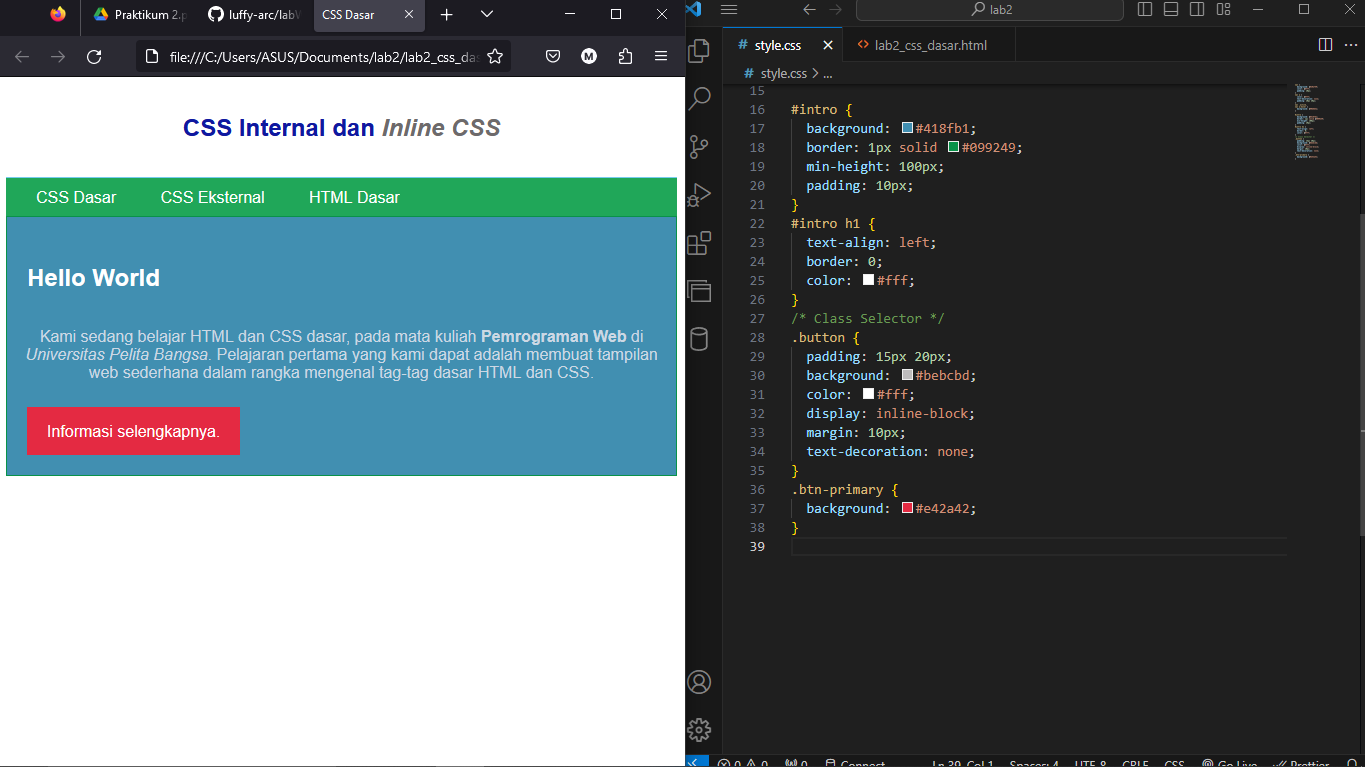 Praktikum 2.p
luffy-arc/labW
CSS Dasar
file:///C:/Users/ASUS/Documents/lab2/lab2_css_das
M
CSS Internal dan Inline CSS
CSS Dasar CSS Eksternal HTML Dasar
Hello World
Kami sedang belajar HTML dan CSS dasar, pada mata kuliah Pemrograman Web di
Universitas Pelita Bangsa. Pelajaran pertama yang kami dapat adalah membuat tampilan
web sederhana dalam rangka mengenal tag-tag dasar HTML dan CSS.
Informasi selengkapnya.
lab2
# style.css
<> lab2_css_dasar.html
# style.css > ...
15
16 #intro {
17 background: #418fb1;
18 border: 1px solid #099249;
19 min-height: 100px;
20 padding: 10px;
21 }
22 #intro h1 {
23 text-align: left;
24 border: 0;
25 color: #fff;
26 }
27 /* Class Selector */
28 .button {
29 padding: 15px 20px;
30 background: #bebcbd;
31 color: #fff;
32 display: inline-block;
33 margin: 10px;
34 text-decoration: none;
35 }
36 .btn-primary {
37 background: #e42a42;
38 }
39
0 0 0 Connect Ln 39, Col 1 Spaces: 4 UTF-8 CRLF CSS Go Live Prettier